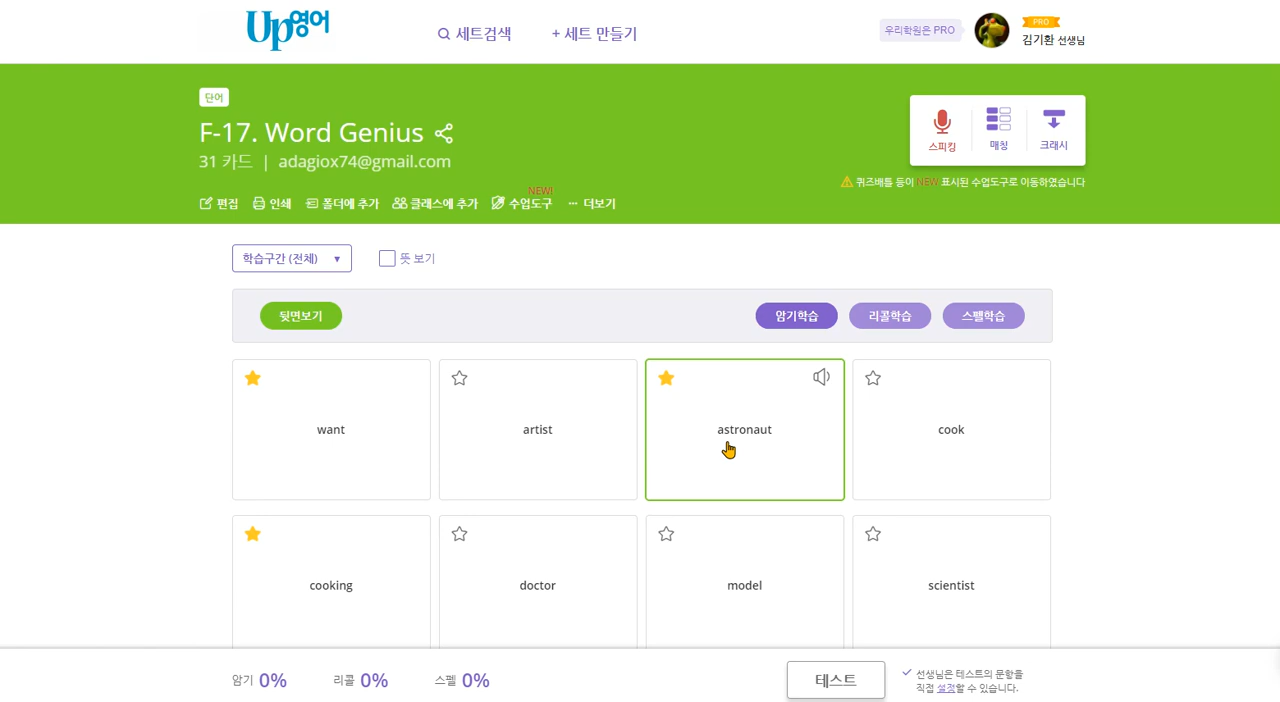 Up영어
세트검색
+ 세트 만들기
우리학원은 PRO
PRO
김기환 선생님
단어
F-17. Word Genius
31 카드 | adagiox74@gmail.com
스피킹
매칭
크래시
퀴즈배틀 등이 NEW 표시된 수업도구로 이동하였습니다
NEW!
편집
인쇄
폴더에 추가
클래스에 추가
수업도구
··· 더보기
학습구간 (전체) ▼
뜻 보기
뒷면보기
암기학습
리콜학습
스펠학습
want
artist
astronaut
cook
cooking
doctor
model
scientist
암기 0%
리콜 0%
스펠 0%
테스트
선생님은 테스트의 문항을
직접 설정할 수 있습니다.